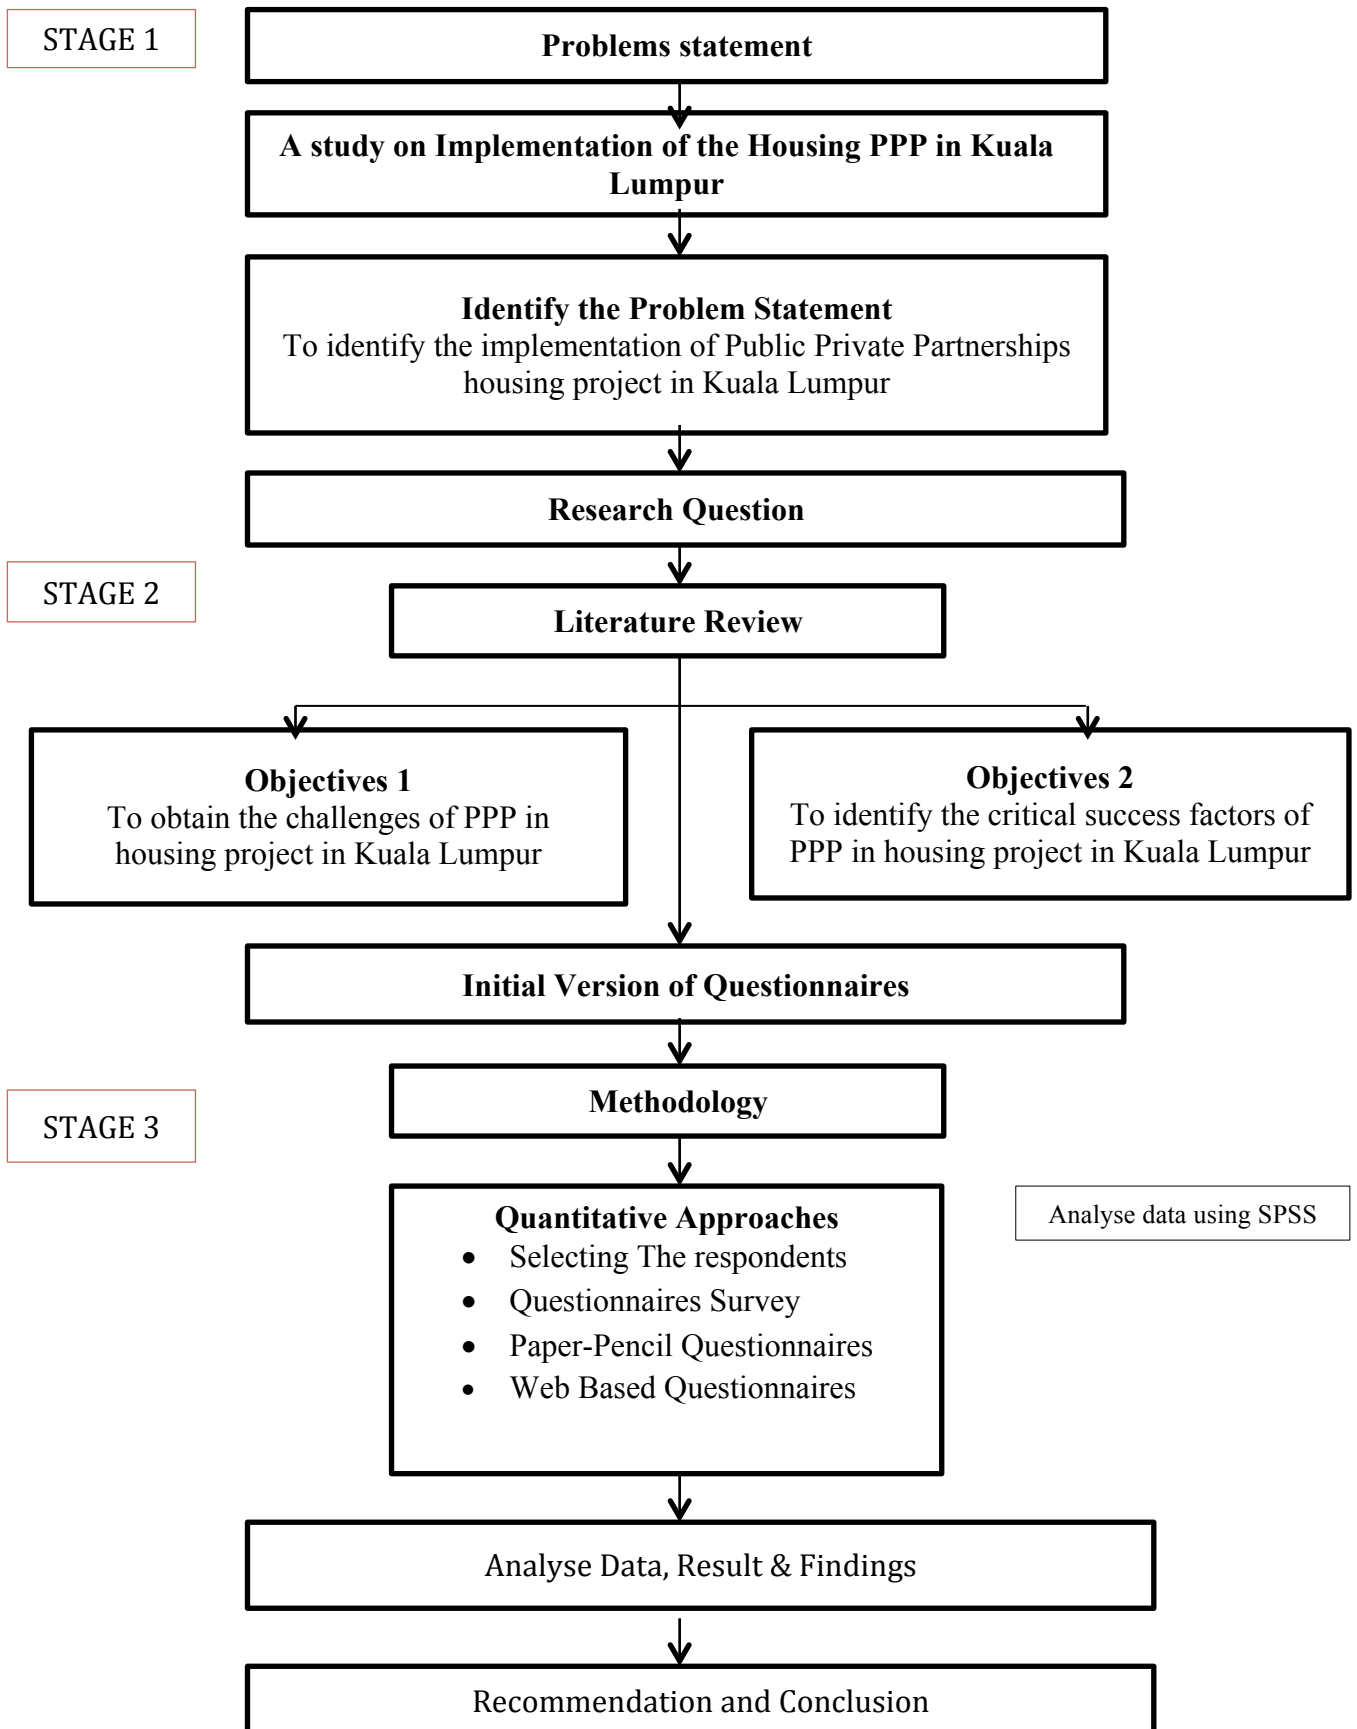 STAGE 1
Problems statement
A study on Implementation of the Housing PPP in Kuala
Lumpur
Identify the Problem Statement
To identify the implementation of Public Private Partnerships
housing project in Kuala Lumpur
Research Question
STAGE 2
Literature Review
Objectives 1
To obtain the challenges of PPP in
housing project in Kuala Lumpur
Objectives 2
To identify the critical success factors of
PPP in housing project in Kuala Lumpur
Initial Version of Questionnaires
STAGE 3
Methodology
Quantitative Approaches
• Selecting The respondents
• Questionnaires Survey
• Paper-Pencil Questionnaires
• Web Based Questionnaires
Analyse data using SPSS
Analyse Data, Result & Findings
Recommendation and Conclusion